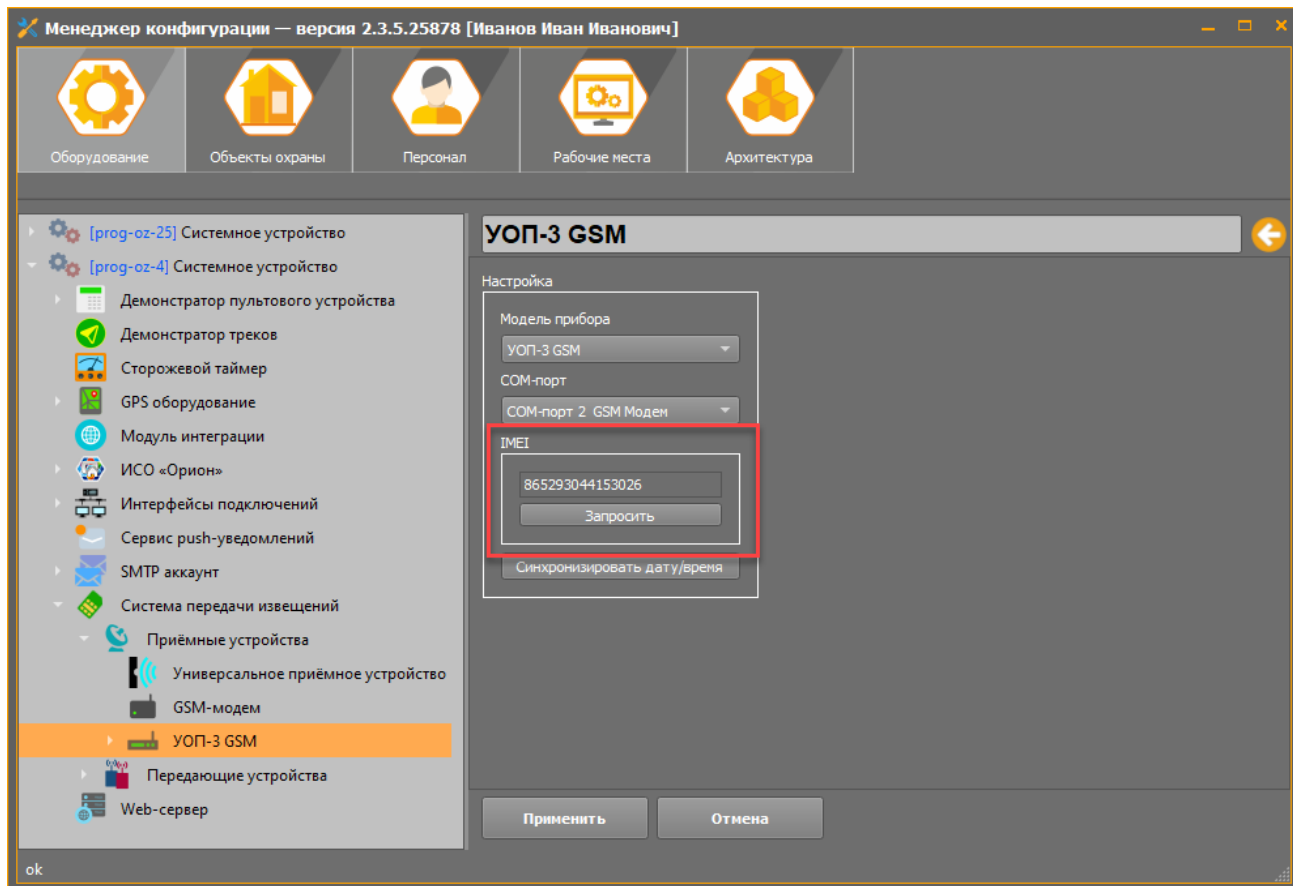 Менеджер конфигурации — версия 2.3.5.25878 [Иванов Иван Иванович]
Оборудование
Объекты охраны
Персонал
Рабочие места
Архитектура
[prog-oz-25] Системное устройство
[prog-oz-4] Системное устройство
Демонстратор пультового устройства
Демонстратор треков
Сторожевой таймер
GPS оборудование
Модуль интеграции
ИСО «Орион»
Интерфейсы подключений
Сервис push-уведомлений
SMTP аккаунт
Система передачи извещений
Приёмные устройства
Универсальное приёмное устройство
GSM-модем
УОП-3 GSM
Передающие устройства
Web-сервер
УОП-3 GSM
Настройка
Модель прибора
УОП-3 GSM
COM-порт
COM-порт 2 GSM Модем
IMEI
865293044153026
Запросить
Синхронизировать дату/время
Применить
Отмена
ok